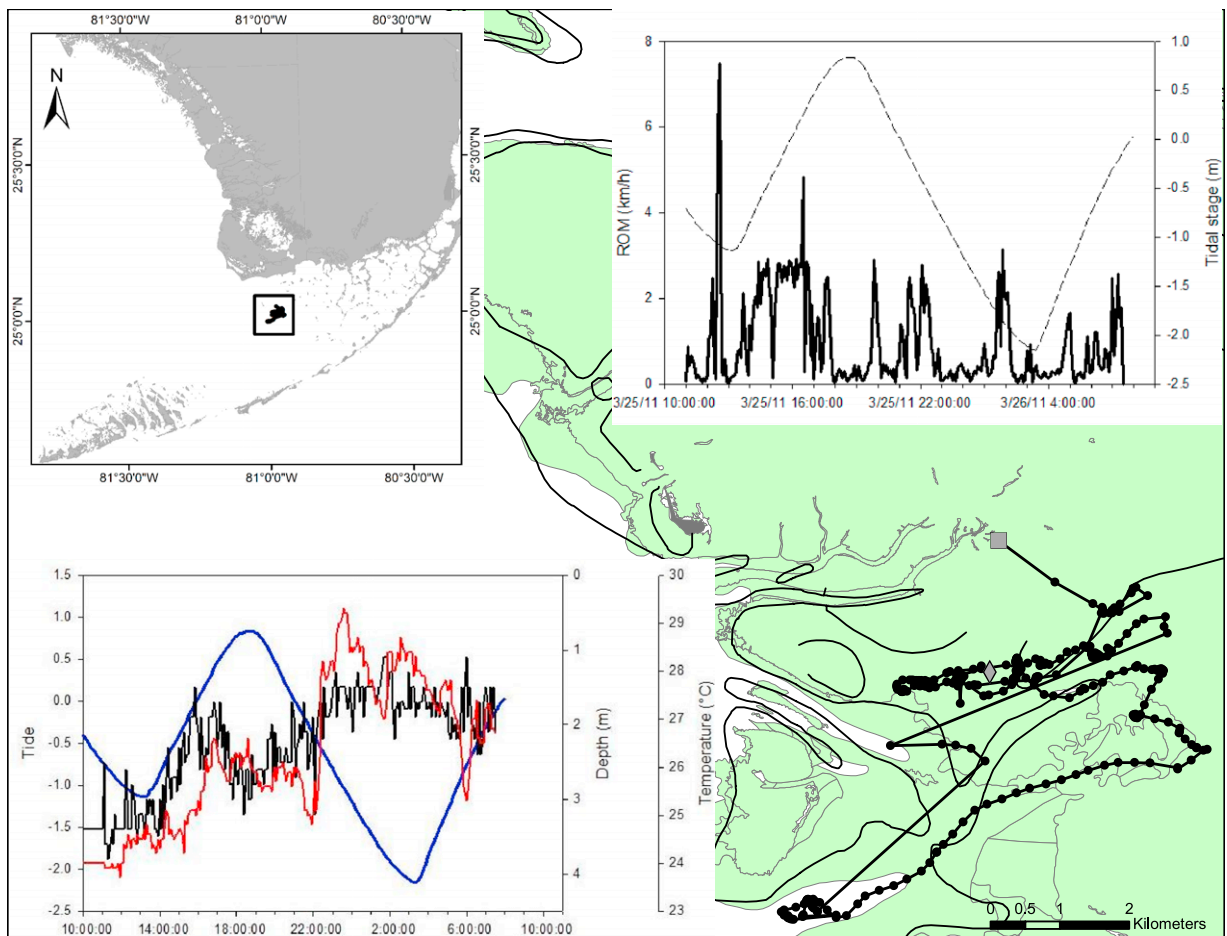 81°30'0"W 81°0'0"W 80°30'0"W
N
25°30'0"N 25°30'0"N
25°0'0"N 25°0'0"N
81°30'0"W 81°0'0"W 80°30'0"W
8 1.0
0.5
6 0.0
-0.5
4 -1.0
-1.5
2
-2.0
0 -2.5
ROM (km/h)
Tidal stage (m)
3/25/11 10:00:00 3/25/11 16:00:00 3/25/11 22:00:00 3/26/11 4:00:00
1.5 0 30
1.0 29
0.5 1
0.0 28
-0.5 2 27
-1.0 26
3 25
-1.5
-2.0 4 24
-2.5 23
Tide
Depth (m)
Temperature (°C)
10:00:00 14:00:00 18:00:00 22:00:00 2:00:00 6:00:00 10:00:00
0 0.5 1 2
Kilometers